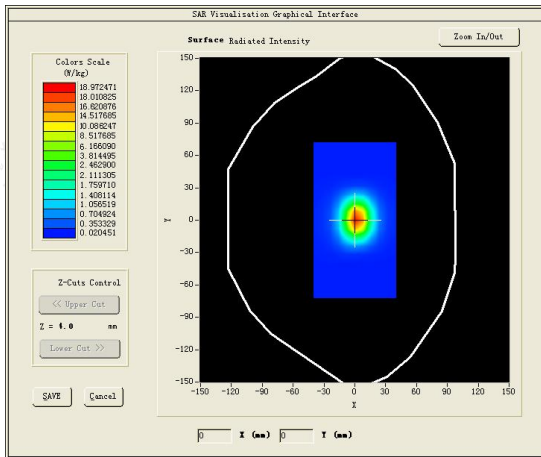 SAR Visualisation Graphical Interface
Surface Radiated Intensity
Zoom In/Out
Colors Scale
(W/kg)
18.972471
18.010825
16.620876
14.517685
10.086247
8.517685
6.166090
3.814495
2.462900
2.111305
1.759710
1.408114
1.056519
0.704924
0.353329
0.020451
150
120
90
60
30
0
-30
-60
-90
-120
-150
Y
-150 -120 -90 -60 -30 0 30 60 90 120 150
X
Z-Cuts Control
<< Upper Cut
Z = 4.0 mm
Lower Cut >>
SAVE Cancel
0 X (mm) 0 Y (mm)